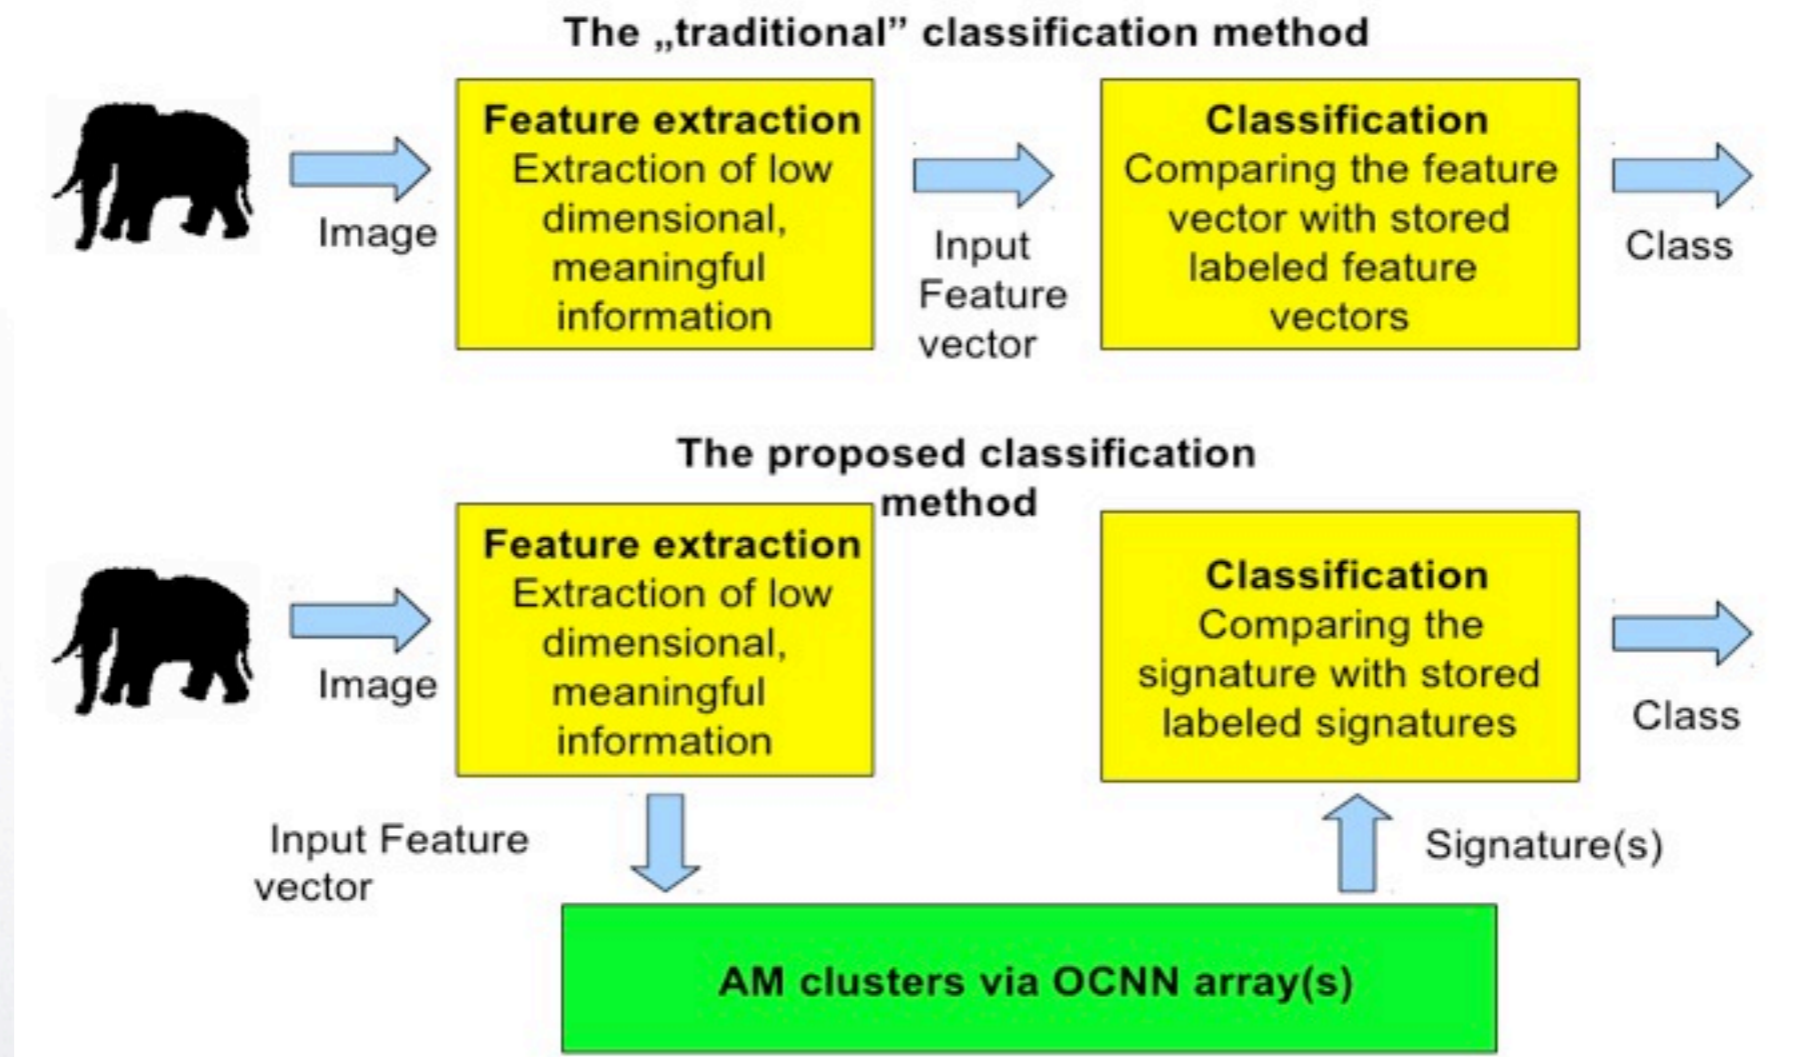 The „traditional” classification method
Feature extraction
Extraction of low
dimensional,
meaningful
information
Classification
Comparing the feature
vector with stored
labeled feature
vectors
Image
Input
Feature
vector
Class
The proposed classification
method
Feature extraction
Extraction of low
dimensional,
meaningful
information
Classification
Comparing the
signature with stored
labeled signatures
Image
Class
Input Feature
vector
Signature(s)
AM clusters via OCNN array(s)